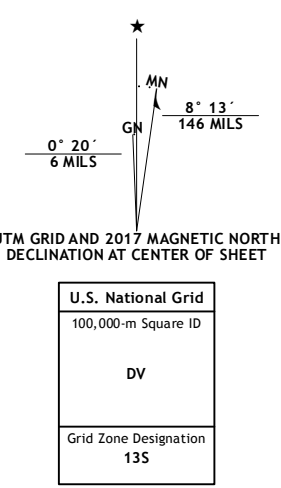 MN
8° 13´
146 MILS
GN
0° 20´
6 MILS
UTM GRID AND 2017 MAGNETIC NORTH
DECLINATION AT CENTER OF SHEET
U.S. National Grid
100,000-m Square ID
DV
Grid Zone Designation
13S